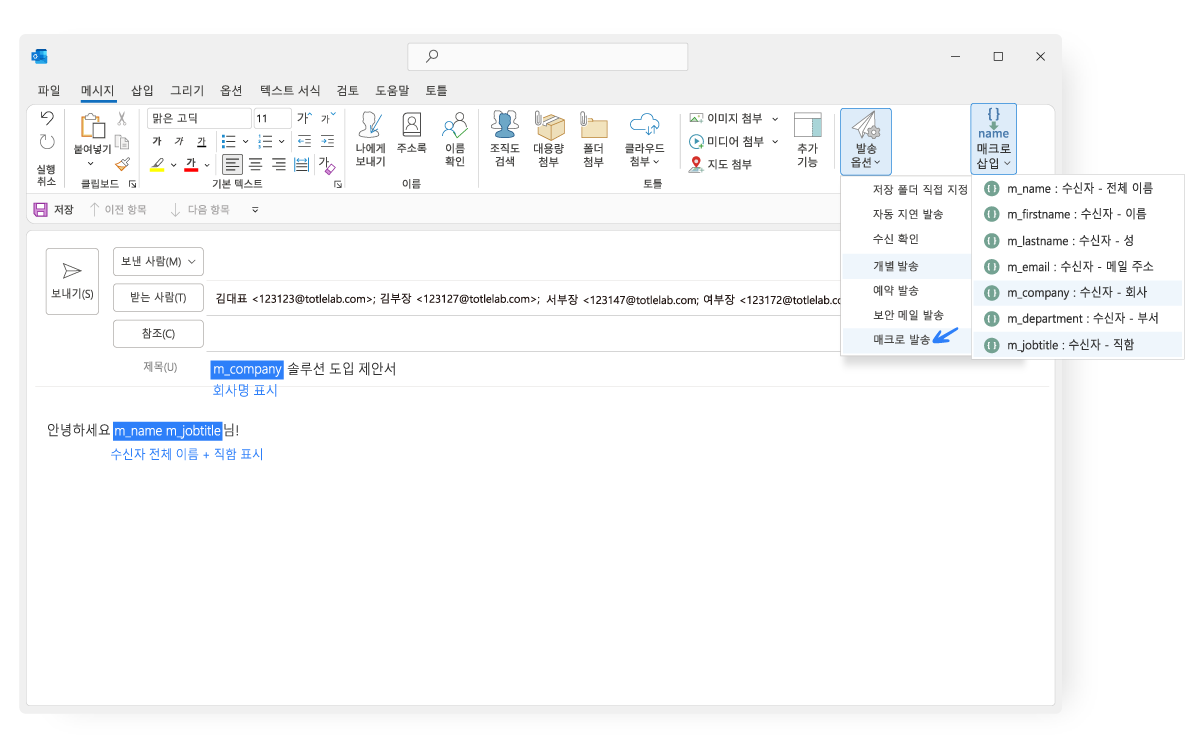 파일 메시지 삽입 그리기 옵션 텍스트 서식 검토 도움말 토틀
실행 취소
붙여넣기
클립보드
맑은 고딕 11 가^ 가ˇ
가 가 가
가 가
기본 텍스트
나에게 보내기
주소록
이름 확인
이름
조직도 검색
대용량 첨부
폴더 첨부
클라우드 첨부
이미지 첨부
미디어 첨부
지도 첨부
토틀
추가 기능
발송 옵션
{} name 매크로 삽입
저장 폴더 직접 지정
자동 지연 발송
수신 확인
개별 발송
예약 발송
보안 메일 발송
매크로 발송
{} m_name : 수신자 - 전체 이름
{} m_firstname : 수신자 - 이름
{} m_lastname : 수신자 - 성
{} m_email : 수신자 - 메일 주소
{} m_company : 수신자 - 회사
{} m_department : 수신자 - 부서
{} m_jobtitle : 수신자 - 직함
저장 이전 항목 다음 항목
보내기(S)
보낸 사람(M)
받는 사람(T) 김대표 <123123@totlelab.com>; 김부장 <123127@totlelab.com>; 서부장 <123147@totlelab.com; 여부장 <123172@totlelab.co
참조(C)
제목(U) m_company 솔루션 도입 제안서
회사명 표시
안녕하세요 m_name m_jobtitle님!
수신자 전체 이름 + 직함 표시